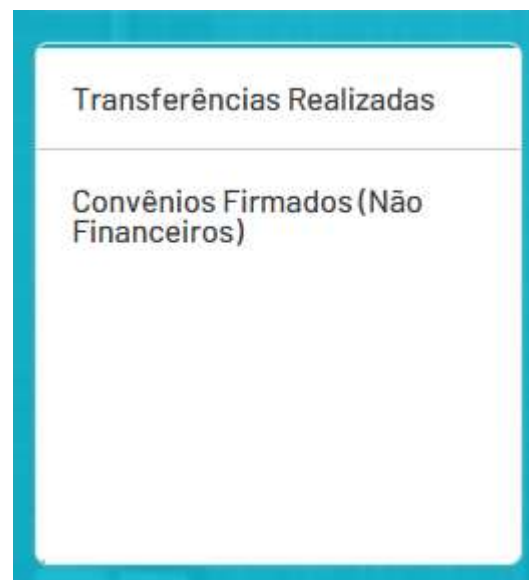 Transferências Realizadas
Convênios Firmados (Não
Financeiros)